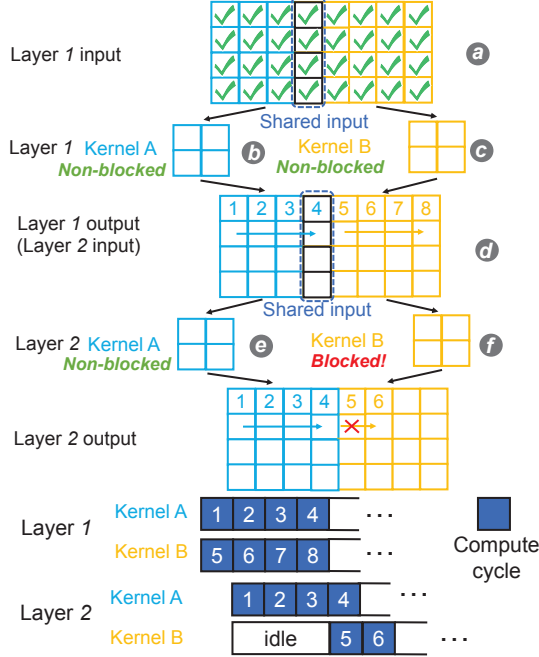 Layer 1 input
a
Shared input
Layer 1 Kernel A
Non-blocked
b
Kernel B
Non-blocked
c
1 2 3 4 5 6 7 8
Layer 1 output
(Layer 2 input)
d
Shared input
Layer 2 Kernel A
Non-blocked
e
Kernel B
Blocked!
f
1 2 3 4 5 6
Layer 2 output
Layer 1
Kernel A 1 2 3 4 ...
Kernel B 5 6 7 8 ...
Compute
cycle
Layer 2
Kernel A 1 2 3 4 ...
Kernel B idle 5 6 ...